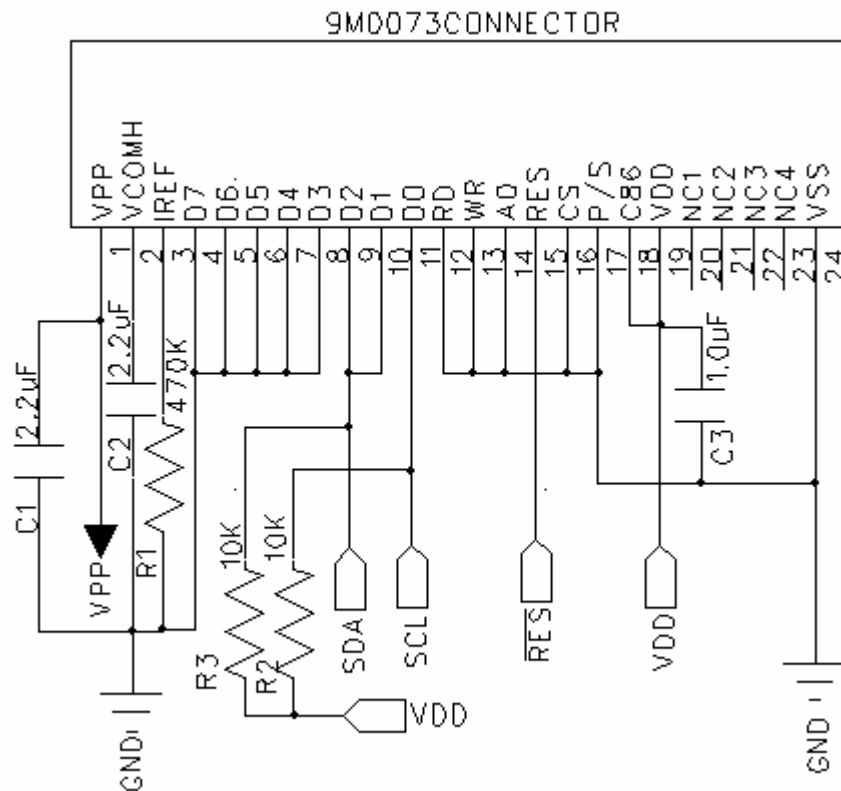 9M0073CONNECTOR
VPP
VCOMH
IREF
D7
D6.
D5
D4
D3
D2
D1
D0
RD
WR
A0
RES
CS
P/S
C86
VDD
NC1
NC2
NC3
NC4
VSS
1
2
3
4
5
6
7
8
9
10
11
12
13
14
15
16
17
18
19
20
21
22
23
24
2.2uF
C1
2.2uF
C2
470K
R1
VPP
10K
R3
10K
R2
SDA
SCL
RES
VDD
1.0uF
C3
VDD
GND
GND